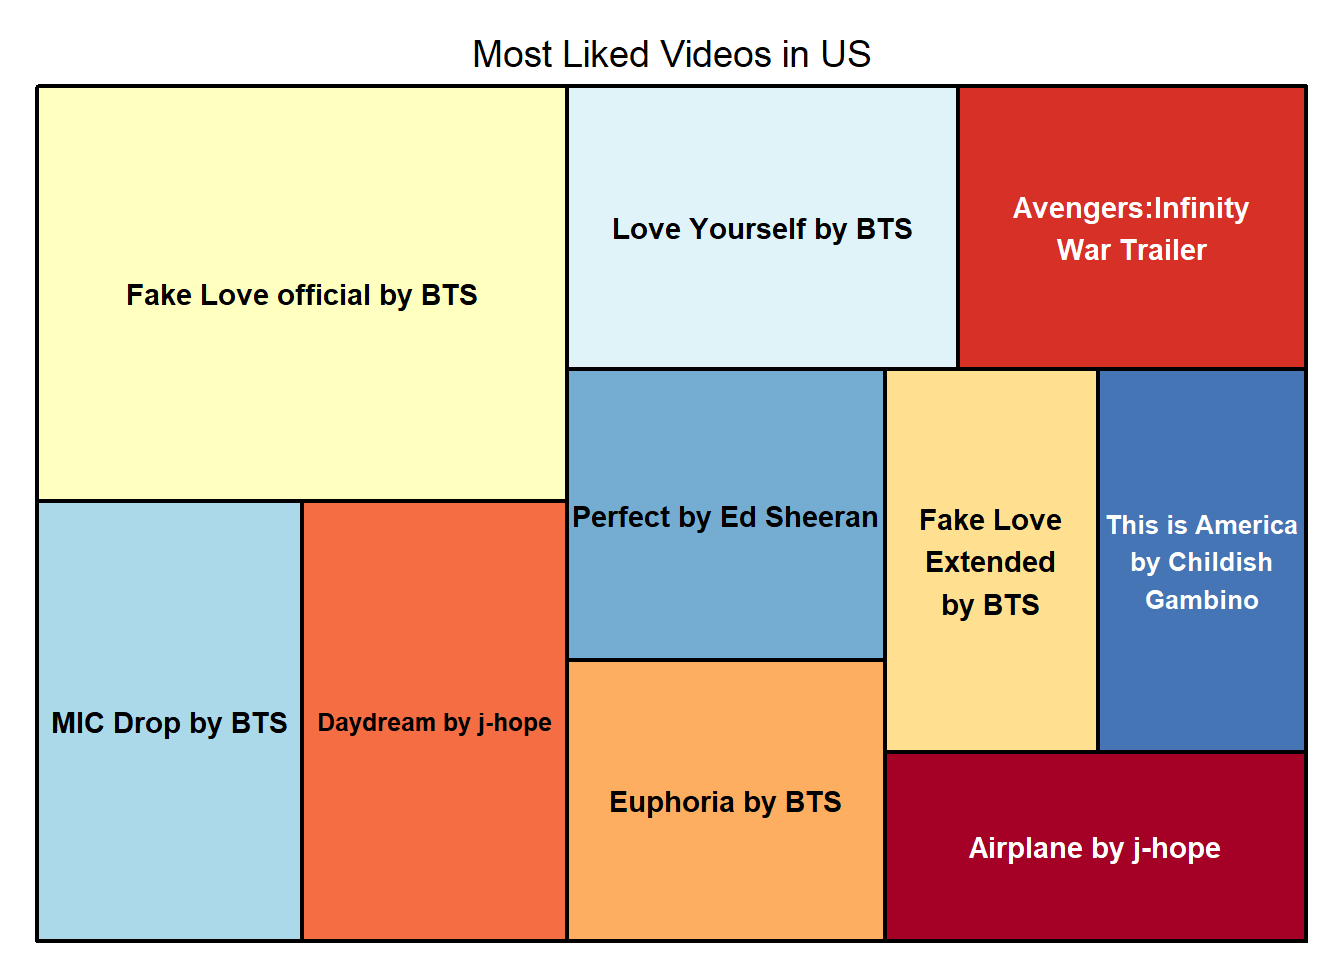 Most Liked Videos in US
Fake Love official by BTS
Love Yourself by BTS
Avengers:Infinity
War Trailer
MIC Drop by BTS
Daydream by j-hope
Perfect by Ed Sheeran
Euphoria by BTS
Fake Love
Extended
by BTS
This is America
by Childish
Gambino
Airplane by j-hope